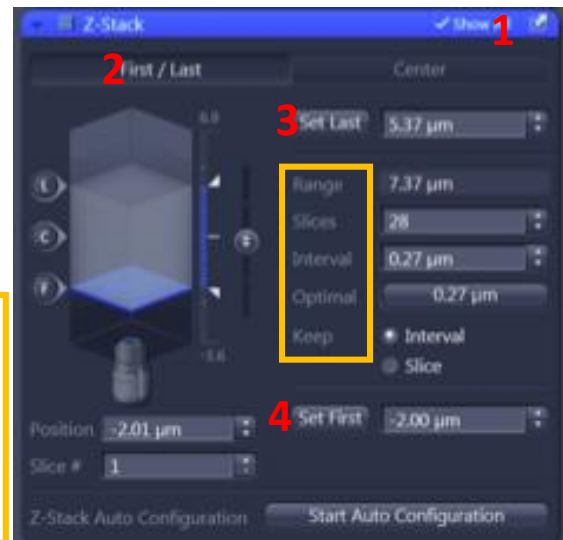 Z-Stack Show 1
2 First / Last Center
6.0
3 Set Last 5.37 µm
L
Range 7.37 µm
Slices 28
C
Interval 0.27 µm
F
Optimal 0.27 µm
Keep Interval
Slice
4 Set First -2.00 µm
Position -2.01 µm
Slice # 1
Z-Stack Auto Configuration Start Auto Configuration